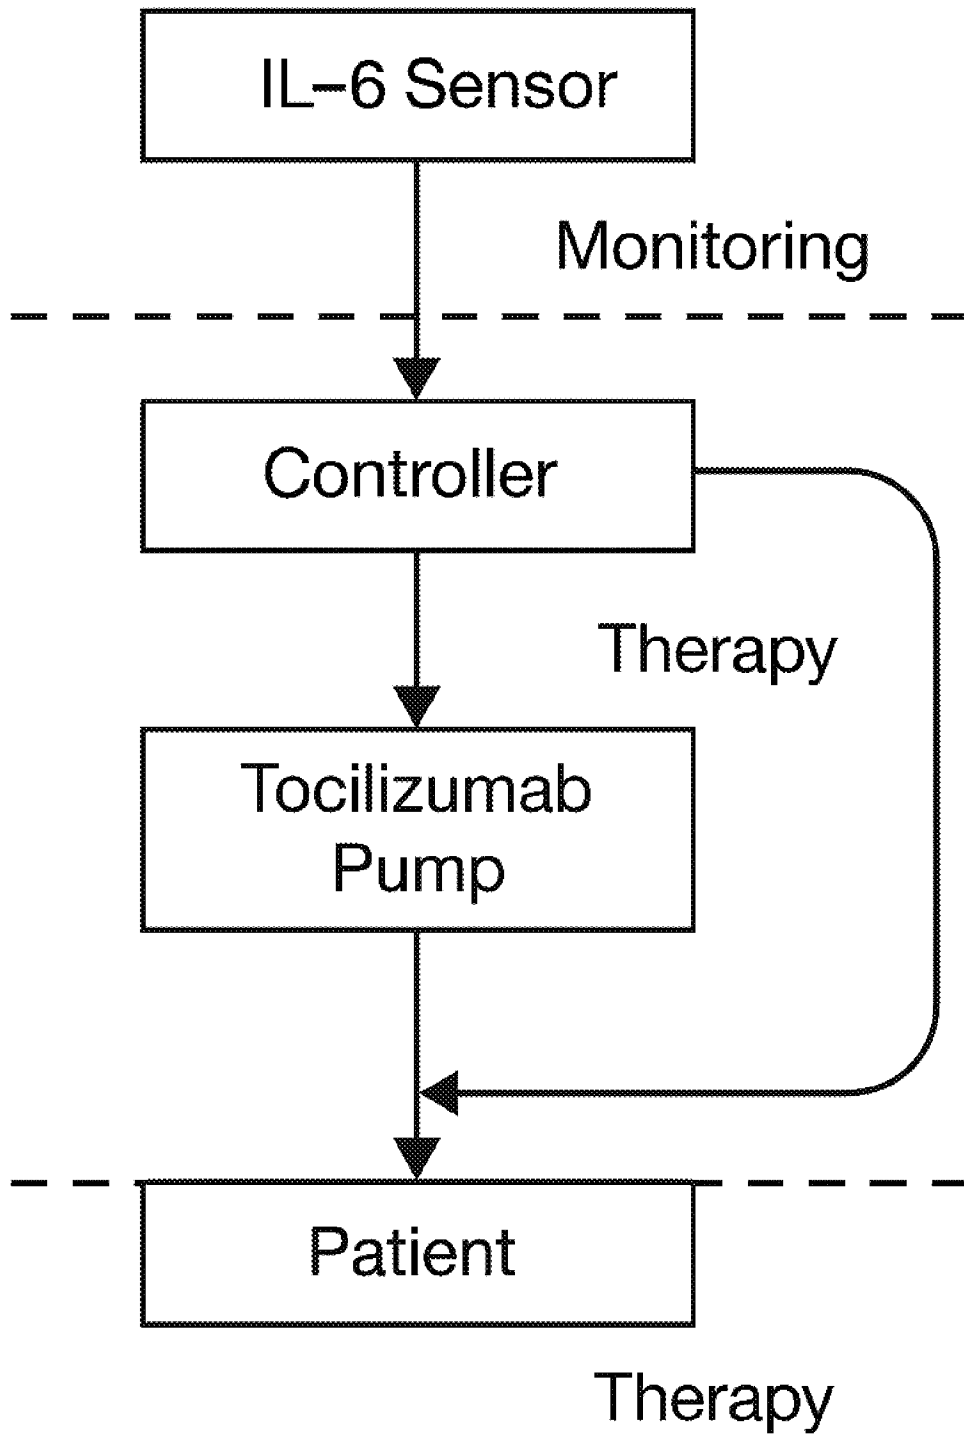 IL–6 Sensor
Monitoring
Controller
Therapy
Tocilizumab
Pump
Patient
Therapy